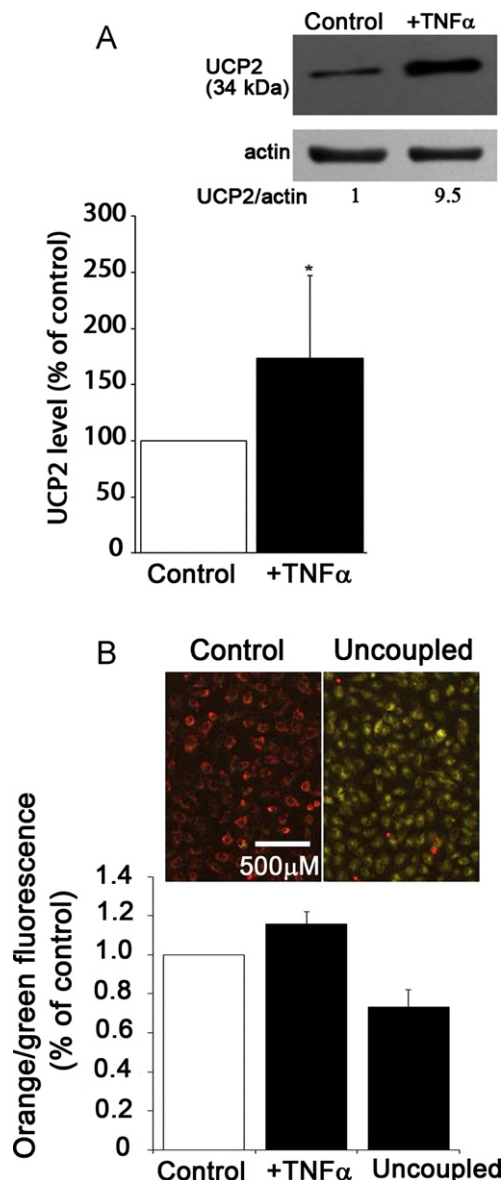 A
Control +TNFα
UCP2
(34 kDa)
actin
UCP2/actin 1 9.5
UCP2 level (% of control)
300
250
200
150
100
50
0
*
Control +TNFα
B
Control Uncoupled
500μM
Orange/green fluorescence
(% of control)
1.4
1.2
1.0
0.8
0.6
0.4
0.2
0
Control +TNFα Uncoupled